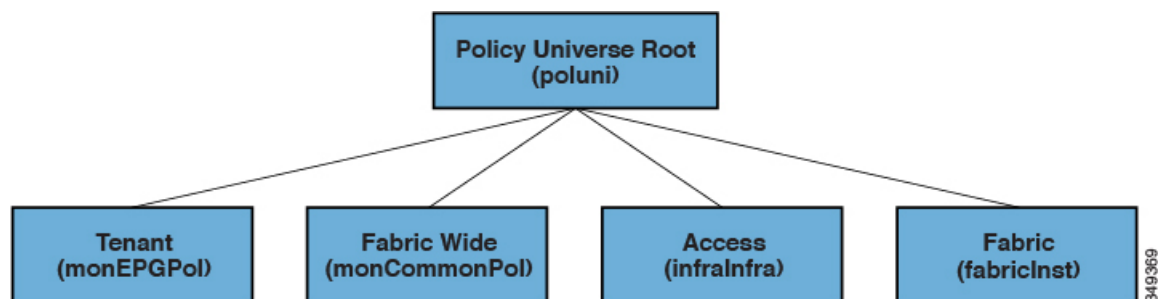 Policy Universe Root
(poluni)
Tenant
(monEPGPol)
Fabric Wide
(monCommonPol)
Access
(infraInfra)
Fabric
(fabricInst)
349369